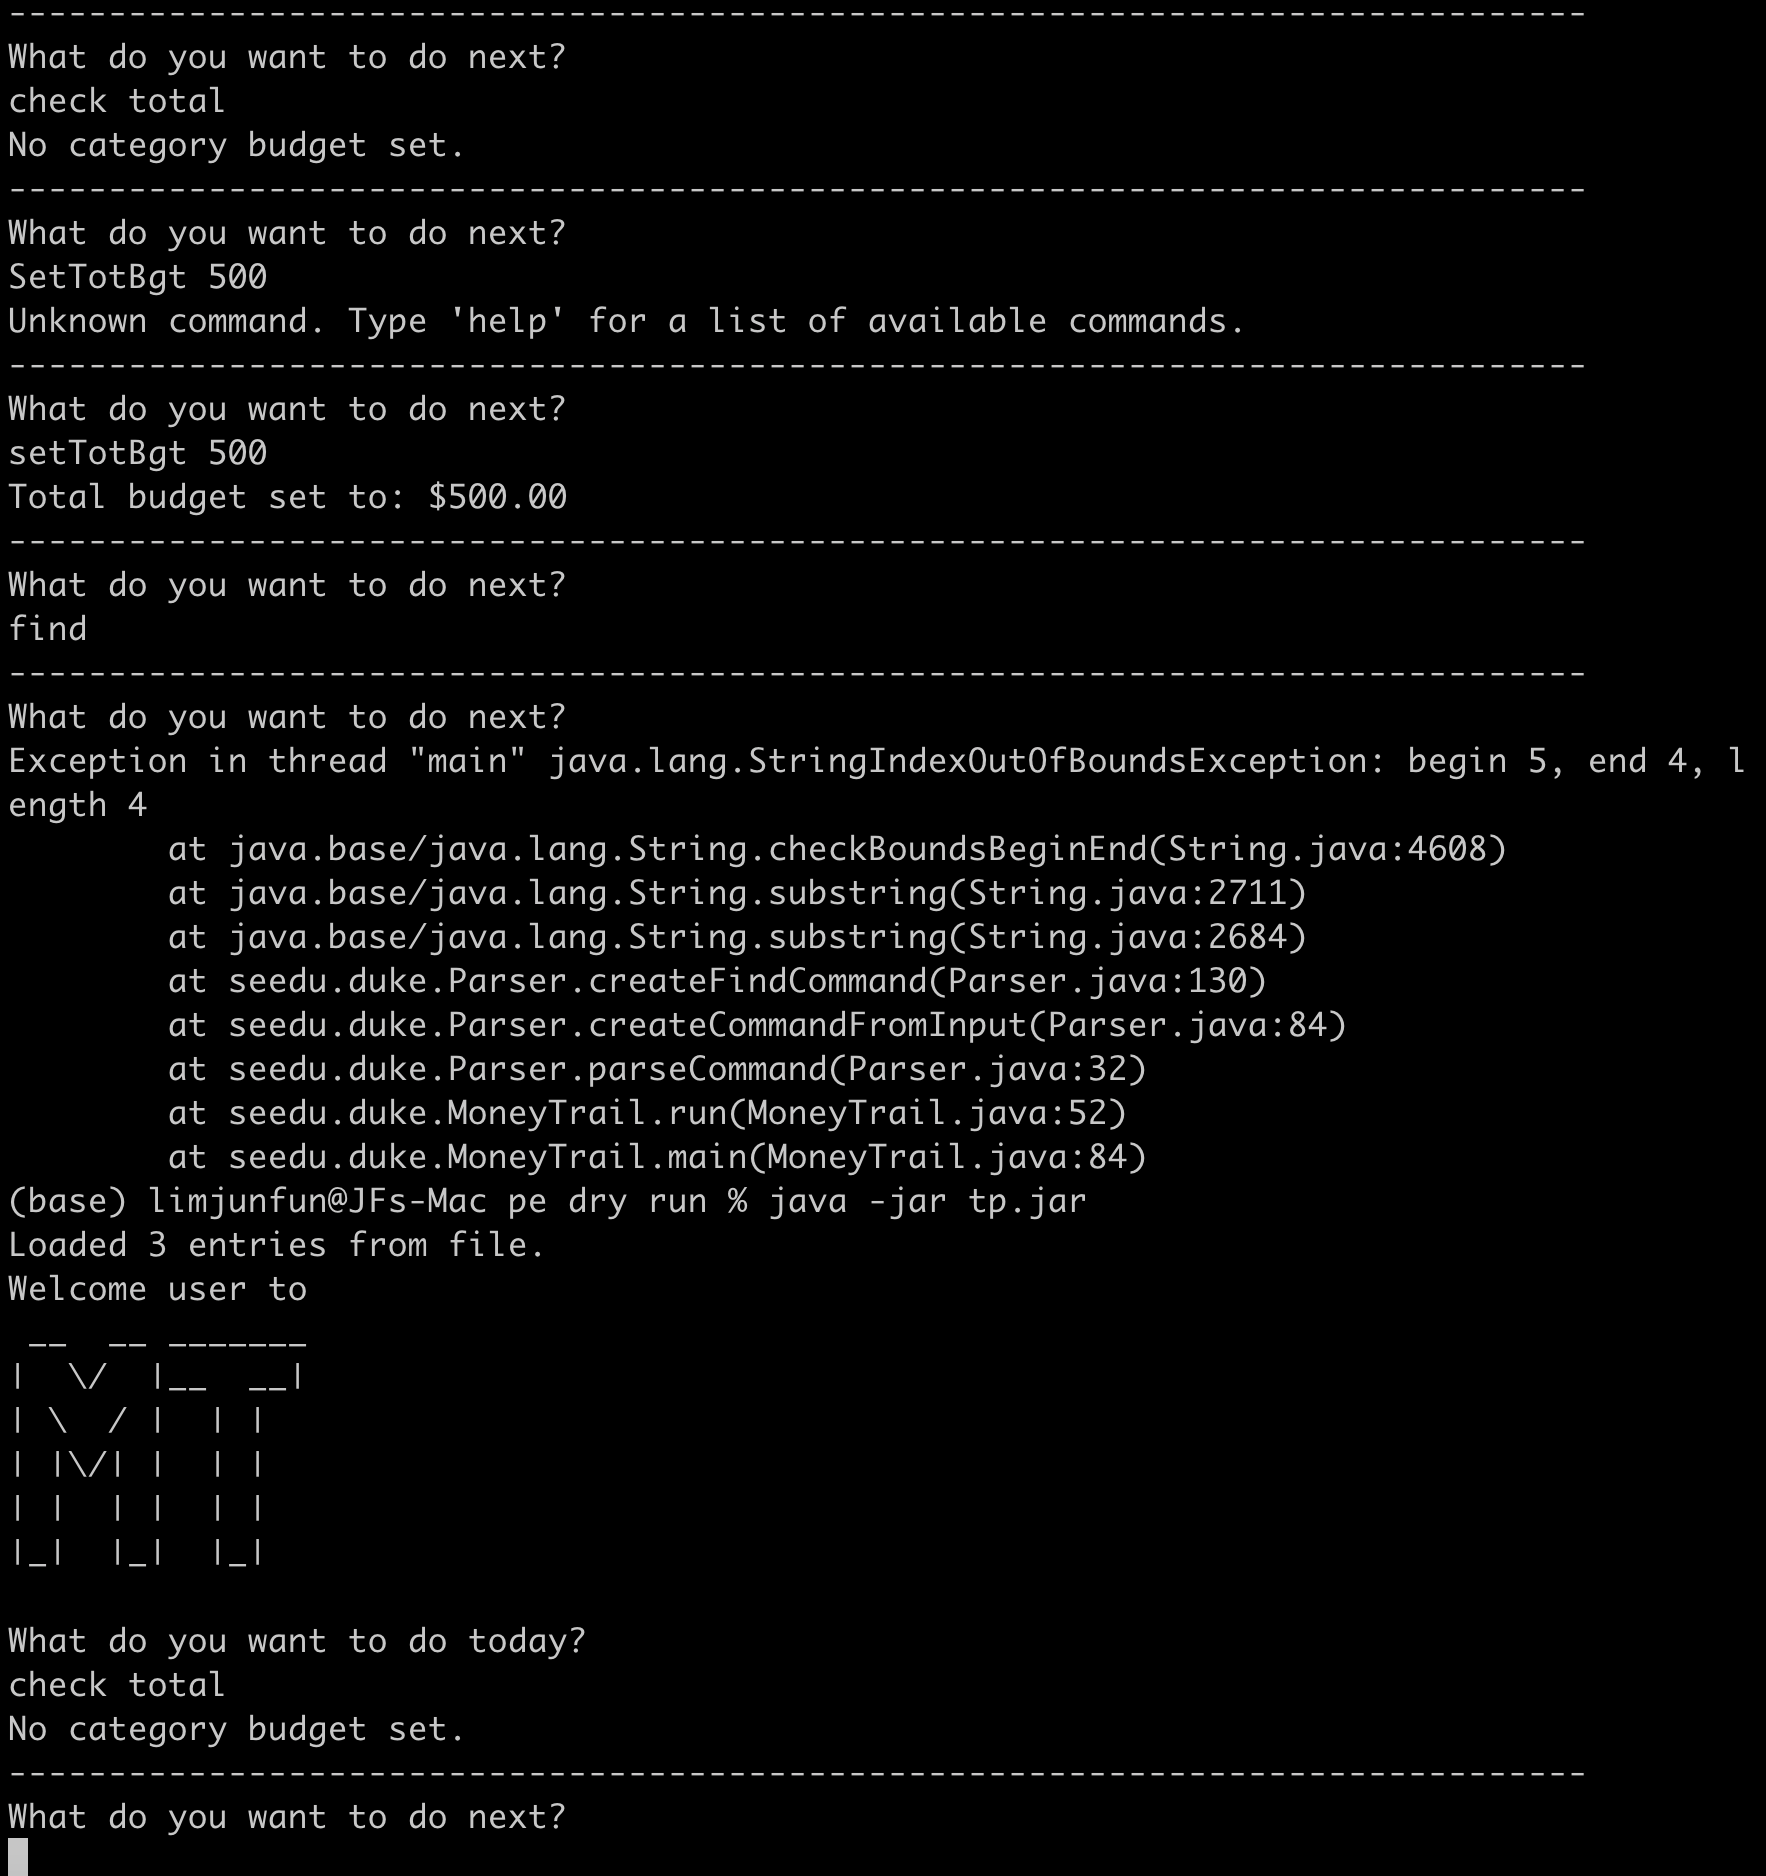 -------------------------------------------------------------------------------
What do you want to do next?
check total
No category budget set.
-------------------------------------------------------------------------------
What do you want to do next?
SetTotBgt 500
Unknown command. Type 'help' for a list of available commands.
-------------------------------------------------------------------------------
What do you want to do next?
setTotBgt 500
Total budget set to: $500.00
-------------------------------------------------------------------------------
What do you want to do next?
find
-------------------------------------------------------------------------------
What do you want to do next?
Exception in thread "main" java.lang.StringIndexOutOfBoundsException: begin 5, end 4, l
ength 4
        at java.base/java.lang.String.checkBoundsBeginEnd(String.java:4608)
        at java.base/java.lang.String.substring(String.java:2711)
        at java.base/java.lang.String.substring(String.java:2684)
        at seedu.duke.Parser.createFindCommand(Parser.java:130)
        at seedu.duke.Parser.createCommandFromInput(Parser.java:84)
        at seedu.duke.Parser.parseCommand(Parser.java:32)
        at seedu.duke.MoneyTrail.run(MoneyTrail.java:52)
        at seedu.duke.MoneyTrail.main(MoneyTrail.java:84)
(base) limjunfun@JFs-Mac pe dry run % java -jar tp.jar
Loaded 3 entries from file.
Welcome user to
 __  __ _______
|  \/  |__   __|
| \  / |  | |
| |\/| |  | |
| |  | |  | |
|_|  |_|  |_|

What do you want to do today?
check total
No category budget set.
-------------------------------------------------------------------------------
What do you want to do next?